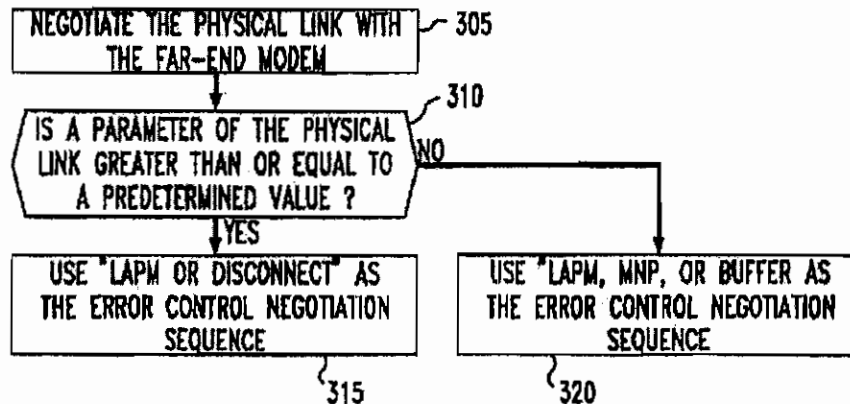 NEGOTIATE THE PHYSICAL LINK WITH
THE FAR-END MODEM
305
310
IS A PARAMETER OF THE PHYSICAL
LINK GREATER THAN OR EQUAL TO
A PREDETERMINED VALUE ?
NO
YES
USE "LAPM OR DISCONNECT" AS
THE ERROR CONTROL NEGOTIATION
SEQUENCE
315
USE "LAPM, MNP, OR BUFFER AS
THE ERROR CONTROL NEGOTIATION
SEQUENCE
320